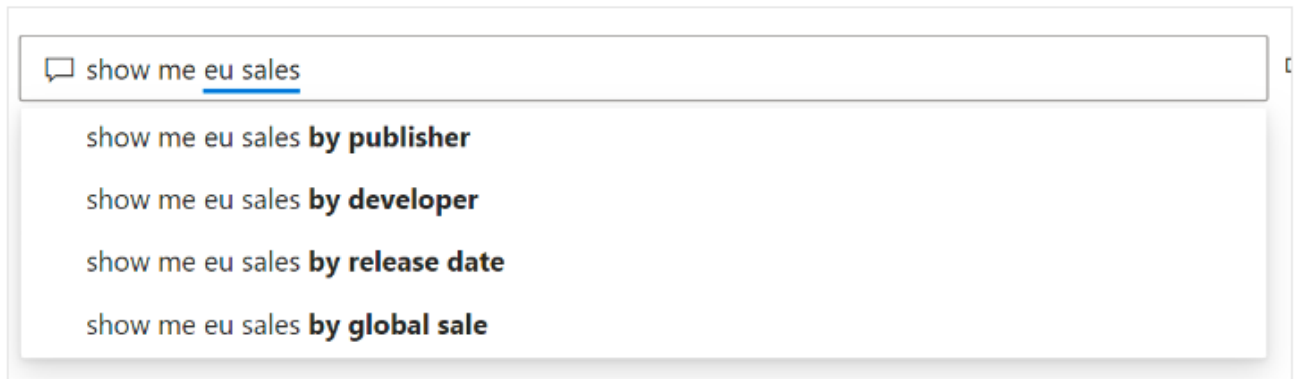 show me eu sales
show me eu sales by publisher
show me eu sales by developer
show me eu sales by release date
show me eu sales by global sale